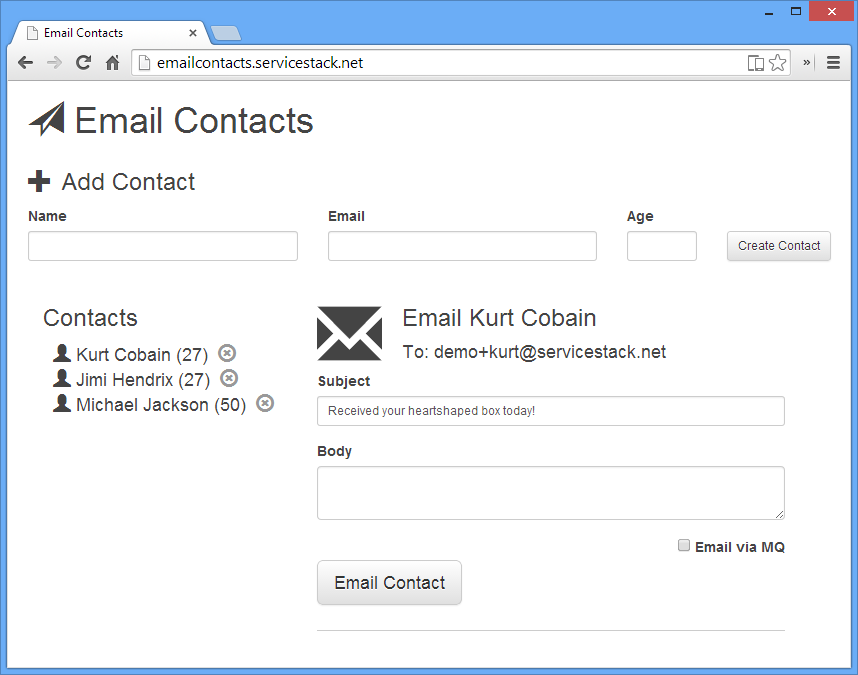 Email Contacts
emailcontacts.servicestack.net
Email Contacts
Add Contact
Name Email Age
Create Contact
Contacts
Kurt Cobain (27)
Jimi Hendrix (27)
Michael Jackson (50)
Email Kurt Cobain
To: demo+kurt@servicestack.net
Subject
Received your heartshaped box today!
Body
Email via MQ
Email Contact